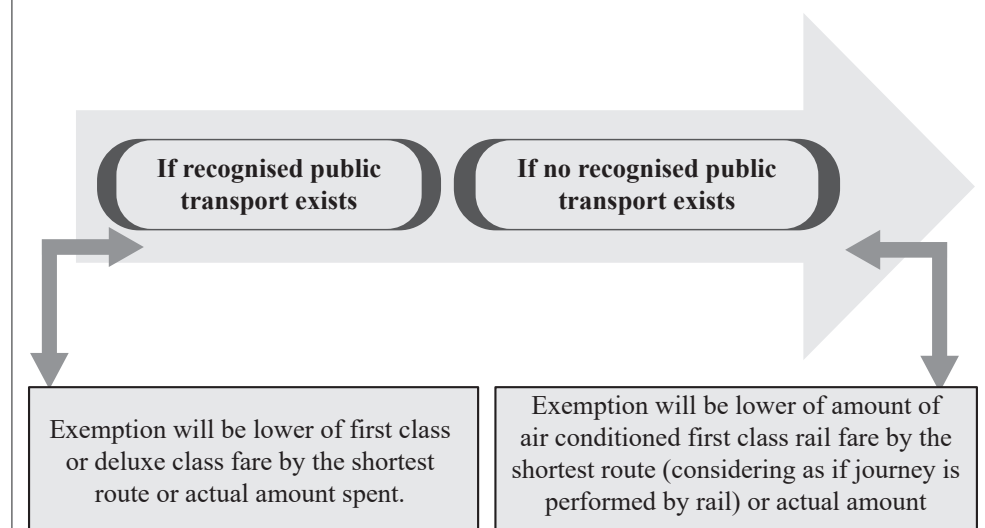 If recognised public
transport exists
If no recognised public
transport exists
Exemption will be lower of first class
or deluxe class fare by the shortest
route or actual amount spent.
Exemption will be lower of amount of
air conditioned first class rail fare by the
shortest route (considering as if journey is
performed by rail) or actual amount